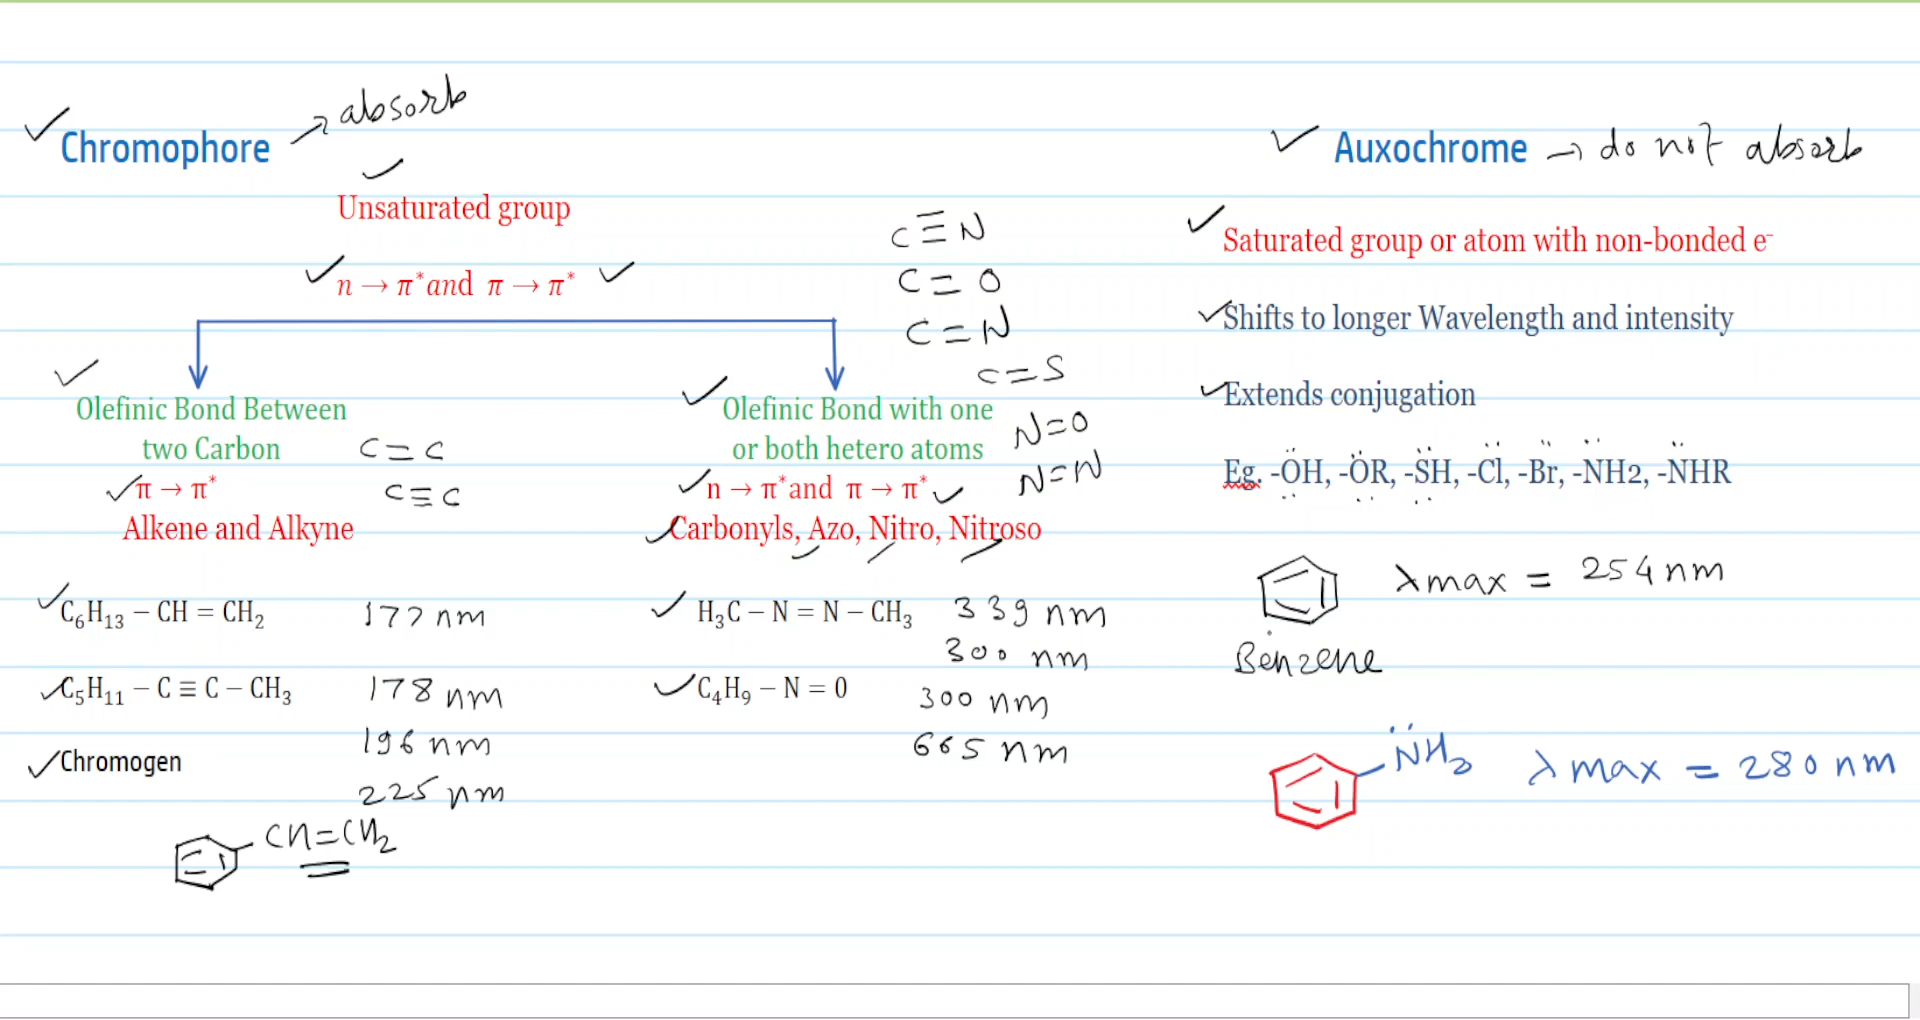 Chromophore → absorb
Unsaturated group
n → π* and π → π*
Olefinic Bond Between
two Carbon
C = C
C ≡ C
π → π*
Alkene and Alkyne
C₆H₁₃ – CH = CH₂ 177 nm
C₅H₁₁ – C ≡ C – CH₃ 178 nm
196 nm
225 nm
Chromogen
CH=CH₂
C≡N
C=O
C=N
C=S
N=O
N=N
Olefinic Bond with one
or both hetero atoms
n → π* and π → π*
Carbonyls, Azo, Nitro, Nitroso
H₃C – N = N – CH₃ 339 nm
300 nm
C₄H₉ – N = 0 300 nm
665 nm
Auxochrome → do not absorb
Saturated group or atom with non-bonded e⁻
Shifts to longer Wavelength and intensity
Extends conjugation
Eg. -OH, -OR, -SH, -Cl, -Br, -NH2, -NHR
λmax = 254 nm
Benzene
NH₂ λmax = 280 nm